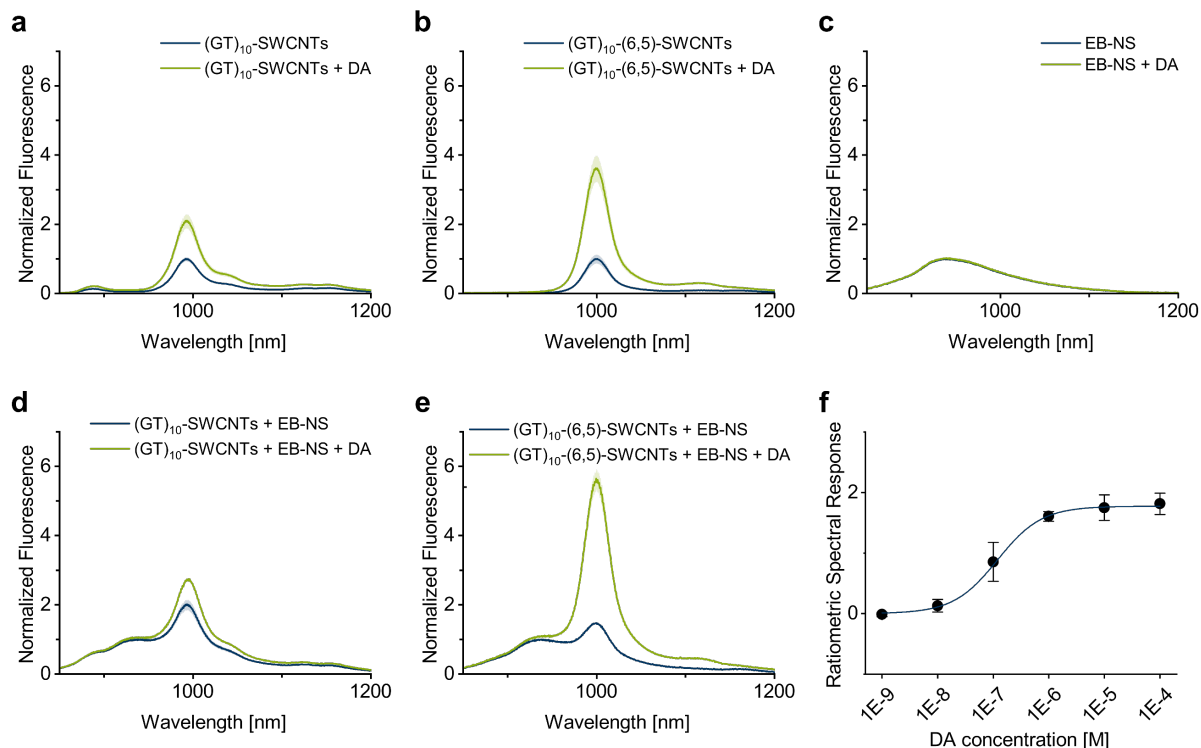 a
(GT)10-SWCNTs
(GT)10-SWCNTs + DA
Normalized Fluorescence
6
4
2
0
1000
1200
Wavelength [nm]
b
(GT)10-(6,5)-SWCNTs
(GT)10-(6,5)-SWCNTs + DA
Normalized Fluorescence
6
4
2
0
1000
1200
Wavelength [nm]
c
EB-NS
EB-NS + DA
Normalized Fluorescence
6
4
2
0
1000
1200
Wavelength [nm]
d
(GT)10-SWCNTs + EB-NS
(GT)10-SWCNTs + EB-NS + DA
Normalized Fluorescence
6
4
2
0
1000
1200
Wavelength [nm]
e
(GT)10-(6,5)-SWCNTs + EB-NS
(GT)10-(6,5)-SWCNTs + EB-NS + DA
Normalized Fluorescence
6
4
2
0
1000
1200
Wavelength [nm]
f
Ratiometric Spectral Response
2
0
1E-9
1E-8
1E-7
1E-6
1E-5
1E-4
DA concentration [M]